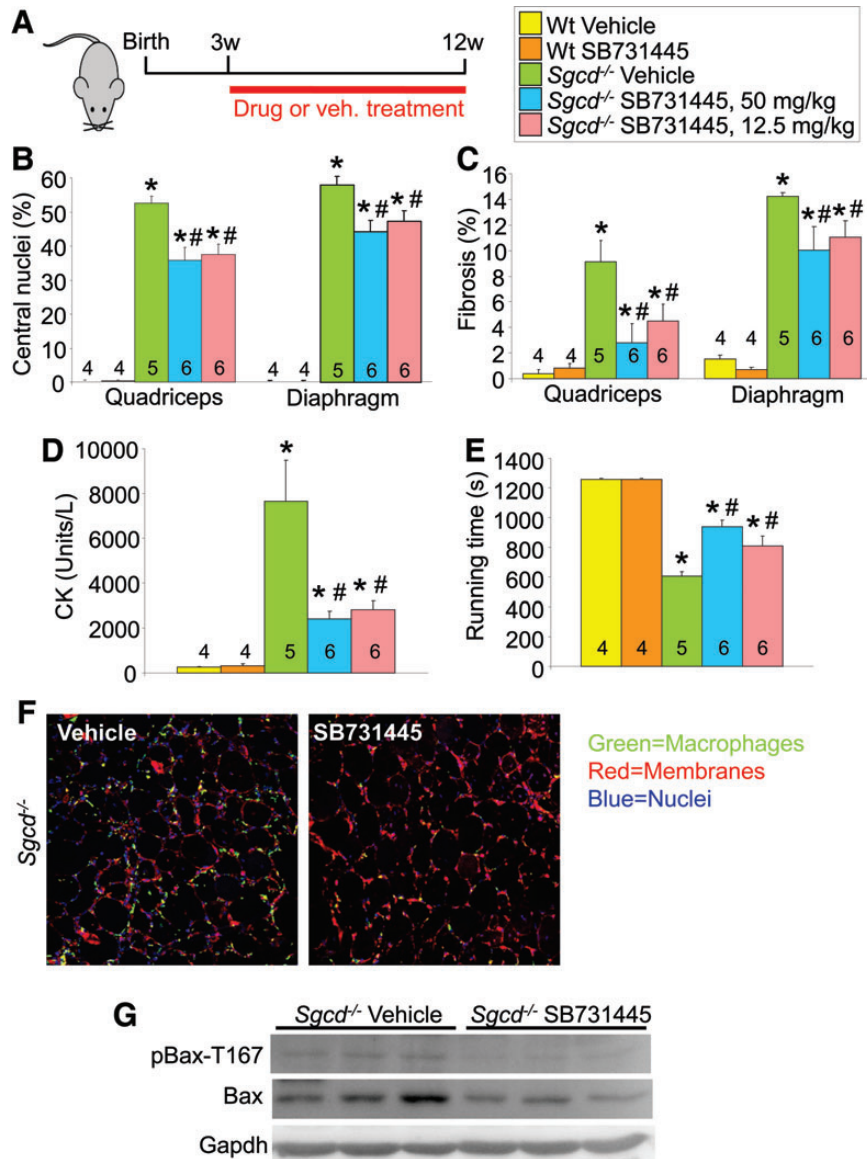 A
Birth
3w
12w
Drug or veh. treatment
Wt Vehicle
Wt SB731445
Sgcd-/- Vehicle
Sgcd-/- SB731445, 50 mg/kg
Sgcd-/- SB731445, 12.5 mg/kg
B
Central nuclei (%)
60
50
40
30
20
10
0
4 4 5 6 6
4 4 5 6 6
* *# *#
* *# *#
Quadriceps Diaphragm
C
Fibrosis (%)
16
14
12
10
8
6
4
2
0
4 4 5 6 6
4 4 5 6 6
* *# *#
* *# *#
Quadriceps Diaphragm
D
CK (Units/L)
10000
8000
6000
4000
2000
0
* *# *#
4 4 5 6 6
E
Running time (s)
1400
1200
1000
800
600
400
200
0
* *# *#
4 4 5 6 6
F
Sgcd-/-
Vehicle
SB731445
Green=Macrophages
Red=Membranes
Blue=Nuclei
G
Sgcd-/- Vehicle Sgcd-/- SB731445
pBax-T167
Bax
Gapdh